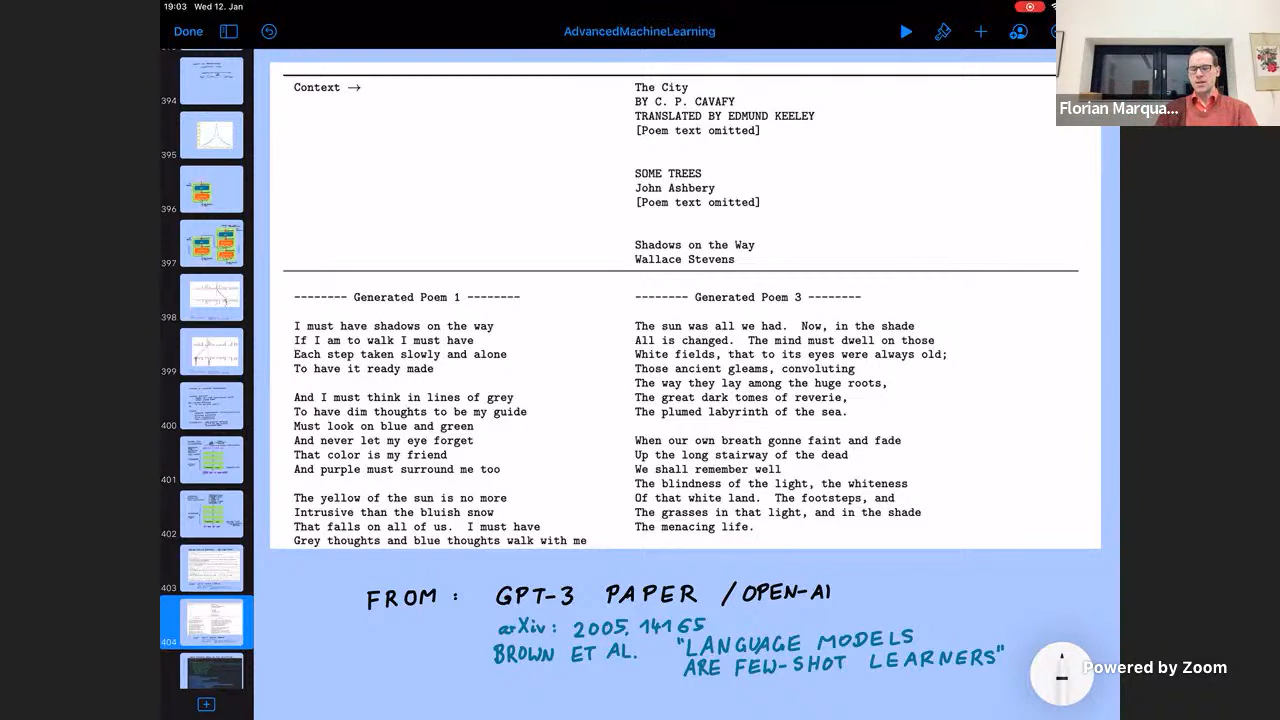 19:03 Wed 12. Jan
Done
AdvancedMachineLearning
Florian Marqua...
394
395
396
397
398
399
400
401
402
403
404
Context →
The City
BY C. P. CAVAFY
TRANSLATED BY EDMUND KEELEY
[Poem text omitted]
SOME TREES
John Ashbery
[Poem text omitted]
Shadows on the Way
Wallace Stevens
-------- Generated Poem 1 --------
I must have shadows on the way
If I am to walk I must have
Each step taken slowly and alone
To have it ready made
And I must think in lines of grey
To have dim thoughts to be my guide
Must look on blue and green
And never let my eye forget
That color is my friend
And purple must surround me too
The yellow of the sun is no more
Intrusive than the bluish snow
That falls on all of us.  I must have
Grey thoughts and blue thoughts walk with me
-------- Generated Poem 3 --------
The sun was all we had.  Now, in the shade
All is changed.  The mind must dwell on those
White fields, that to its eyes were always old;
Those ancient gleams, convoluting
The way they lay among the huge roots,
The great dark tomes of reverie,
The plumed labyrinth of the sea.
When our own breath gonne faint and fade
Up the long stairway of the dead
We shall remember well
The blindness of the light, the whiteness
Of that white land.  The footsteps, and
The grasses in that light, and in the shade
The menacing life.
FROM: GPT-3 PAPER / OPEN-AI
arXiv: 2005.14165
BROWN ET AL. "LANGUAGE MODELS
ARE FEW-SHOT LEARNERS"
Powered by Zoom